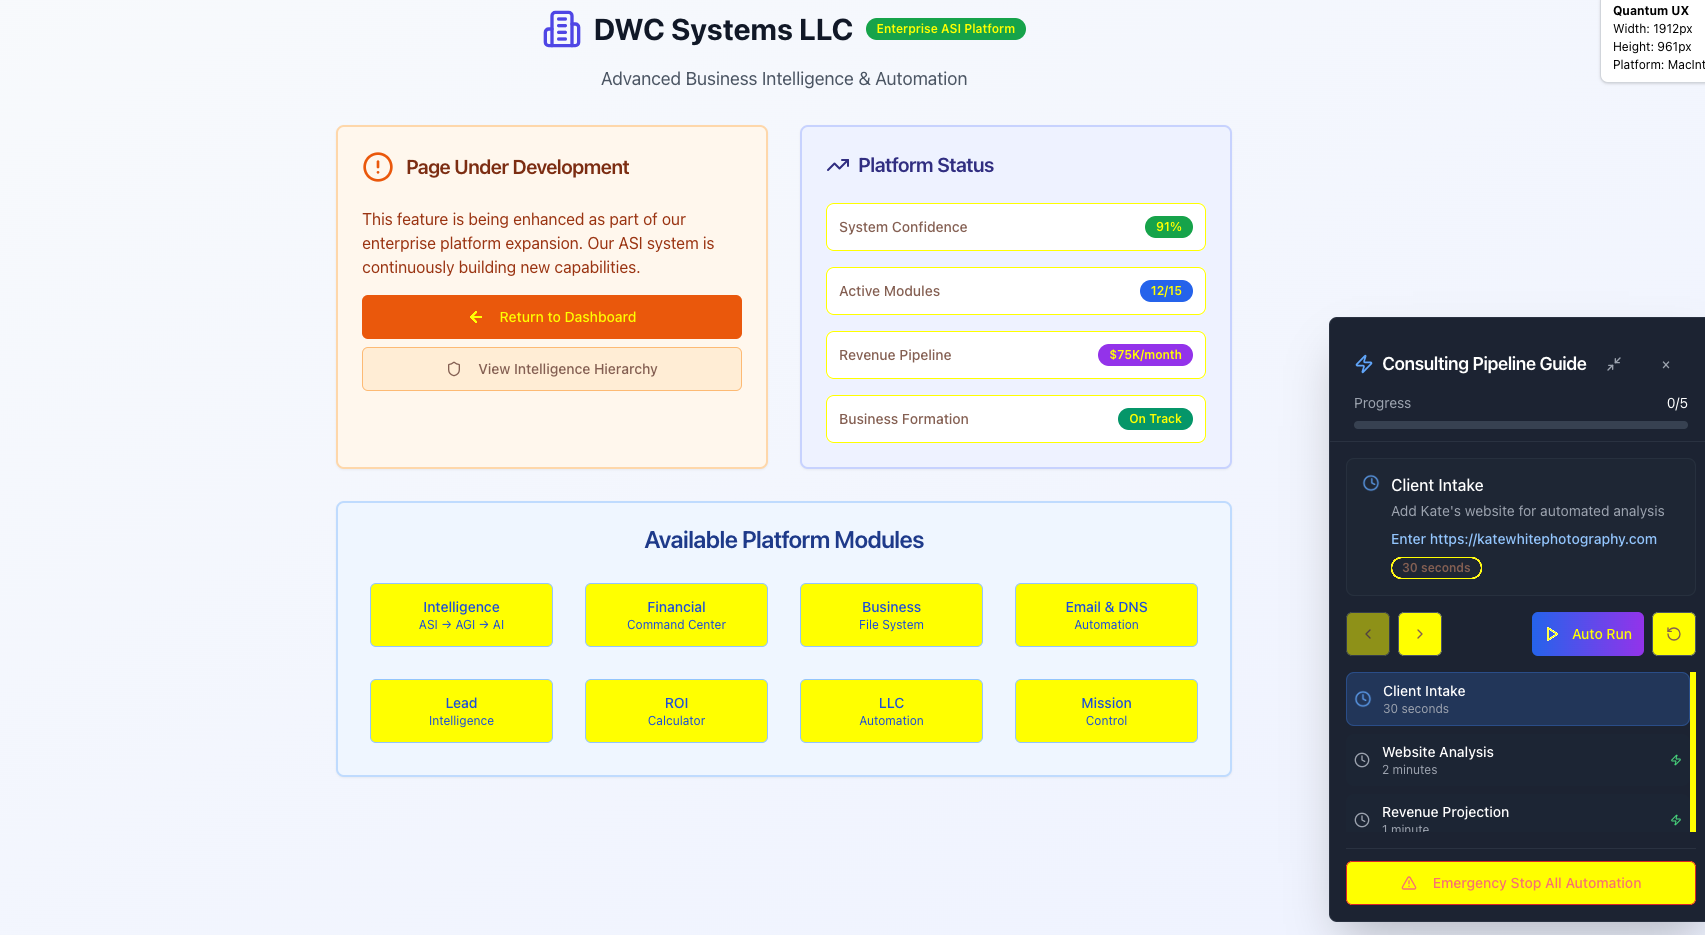 DWC Systems LLC
Enterprise ASI Platform
Advanced Business Intelligence & Automation
Quantum UX
Width: 1912px
Height: 961px
Platform: MacInt
Page Under Development
This feature is being enhanced as part of our
enterprise platform expansion. Our ASI system is
continuously building new capabilities.
Return to Dashboard
View Intelligence Hierarchy
Platform Status
System Confidence
91%
Active Modules
12/15
Revenue Pipeline
$75K/month
Business Formation
On Track
Available Platform Modules
Intelligence
ASI → AGI → AI
Financial
Command Center
Business
File System
Email & DNS
Automation
Lead
Intelligence
ROI
Calculator
LLC
Automation
Mission
Control
Consulting Pipeline Guide
Progress
0/5
Client Intake
Add Kate's website for automated analysis
Enter https://katewhitephotography.com
30 seconds
Auto Run
Client Intake
30 seconds
Website Analysis
2 minutes
Revenue Projection
1 minute
Emergency Stop All Automation